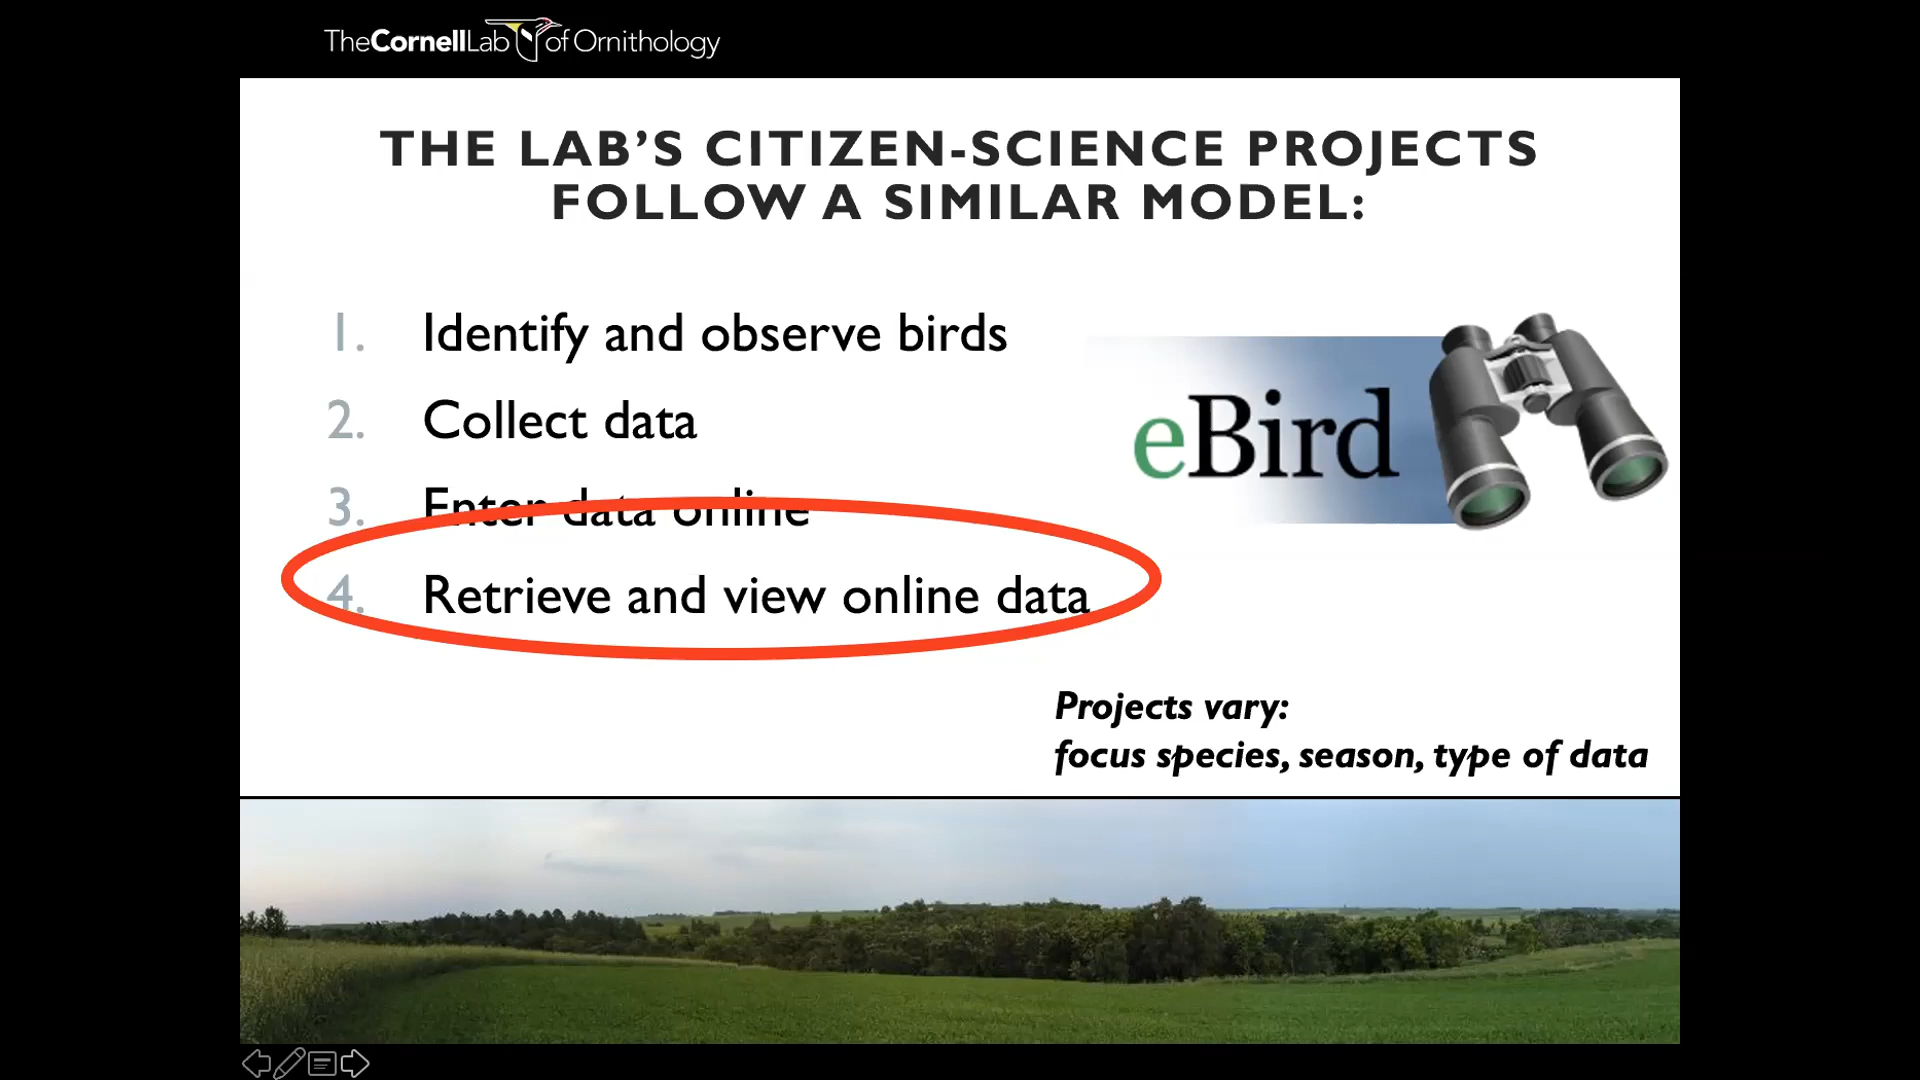 TheCornellLab of Ornithology
THE LAB'S CITIZEN-SCIENCE PROJECTS
FOLLOW A SIMILAR MODEL:
1. Identify and observe birds
2. Collect data
3. Enter data online
4. Retrieve and view online data
eBird
Projects vary:
focus species, season, type of data